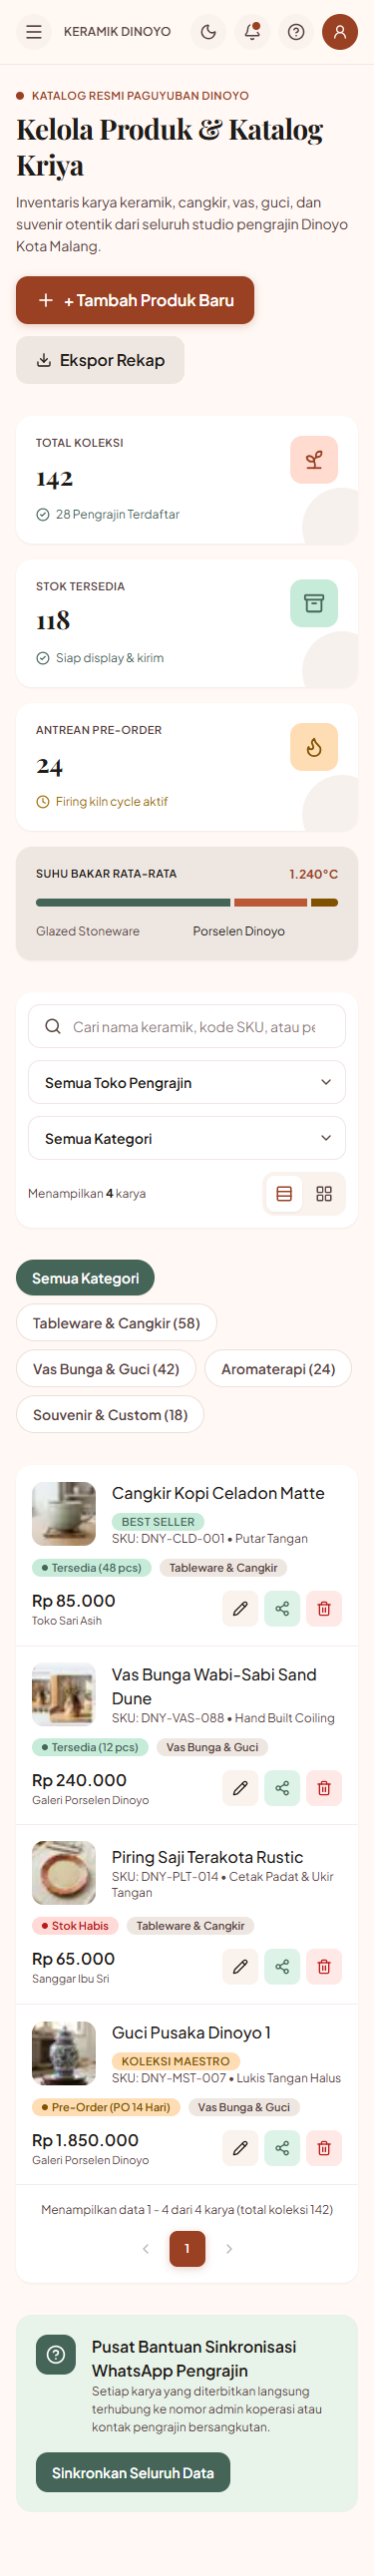 KERAMIK DINOYO
KATALOG RESMI PAGUYUBAN DINOYO
Kelola Produk & Katalog
Kriya
Inventaris karya keramik, cangkir, vas, guci, dan
suvenir otentik dari seluruh studio pengrajin Dinoyo
Kota Malang.
+ Tambah Produk Baru
Ekspor Rekap
TOTAL KOLEKSI
142
28 Pengrajin Terdaftar
STOK TERSEDIA
118
Siap display & kirim
ANTREAN PRE-ORDER
24
Firing kiln cycle aktif
SUHU BAKAR RATA-RATA 1.240°C
Glazed Stoneware Porselen Dinoyo
Cari nama keramik, kode SKU, atau pe
Semua Toko Pengrajin
Semua Kategori
Menampilkan 4 karya
Semua Kategori
Tableware & Cangkir (58)
Vas Bunga & Guci (42) Aromaterapi (24)
Souvenir & Custom (18)
Cangkir Kopi Celadon Matte
BEST SELLER
SKU: DNY-CLD-001 • Putar Tangan
Tersedia (48 pcs) Tableware & Cangkir
Rp 85.000
Toko Sari Asih
Vas Bunga Wabi-Sabi Sand
Dune
SKU: DNY-VAS-088 • Hand Built Coiling
Tersedia (12 pcs) Vas Bunga & Guci
Rp 240.000
Galeri Porselen Dinoyo
Piring Saji Terakota Rustic
SKU: DNY-PLT-014 • Cetak Padat & Ukir
Tangan
Stok Habis Tableware & Cangkir
Rp 65.000
Sanggar Ibu Sri
Guci Pusaka Dinoyo 1
KOLEKSI MAESTRO
SKU: DNY-MST-007 • Lukis Tangan Halus
Pre-Order (PO 14 Hari) Vas Bunga & Guci
Rp 1.850.000
Galeri Porselen Dinoyo
Menampilkan data 1 - 4 dari 4 karya (total koleksi 142)
1
Pusat Bantuan Sinkronisasi
WhatsApp Pengrajin
Setiap karya yang diterbitkan langsung
terhubung ke nomor admin koperasi atau
kontak pengrajin bersangkutan.
Sinkronkan Seluruh Data